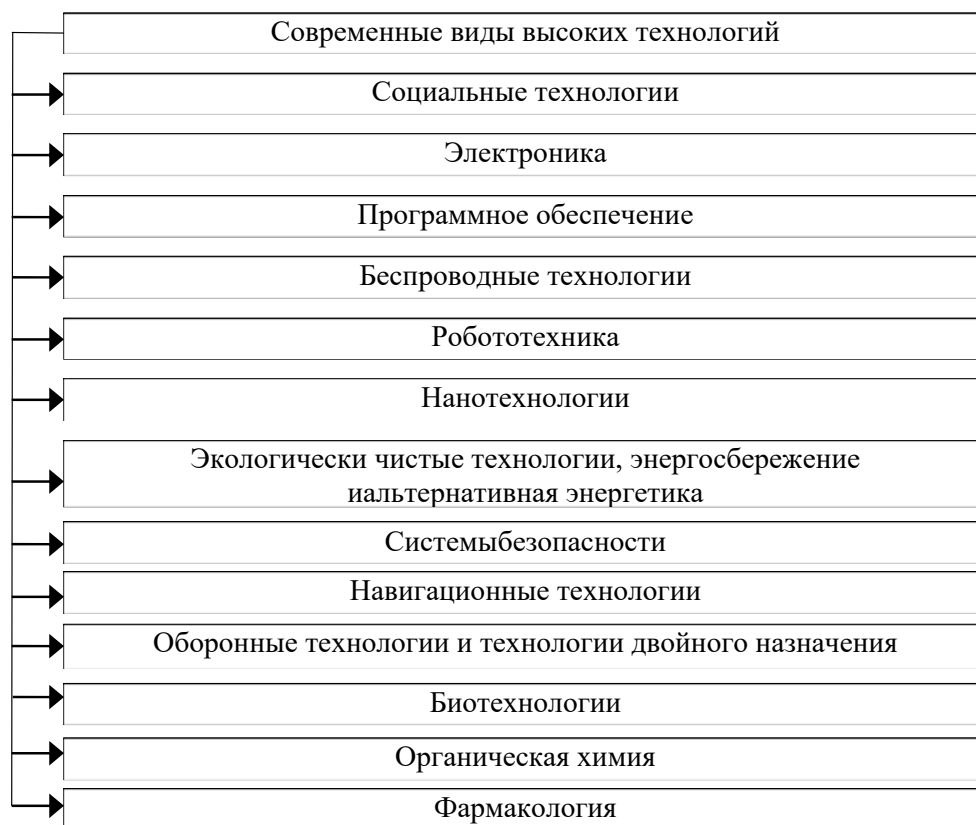 Современные виды высоких технологий
Социальные технологии
Электроника
Программное обеспечение
Беспроводные технологии
Робототехника
Нанотехнологии
Экологически чистые технологии, энергосбережение
иальтернативная энергетика
Системыбезопасности
Навигационные технологии
Оборонные технологии и технологии двойного назначения
Биотехнологии
Органическая химия
Фармакология